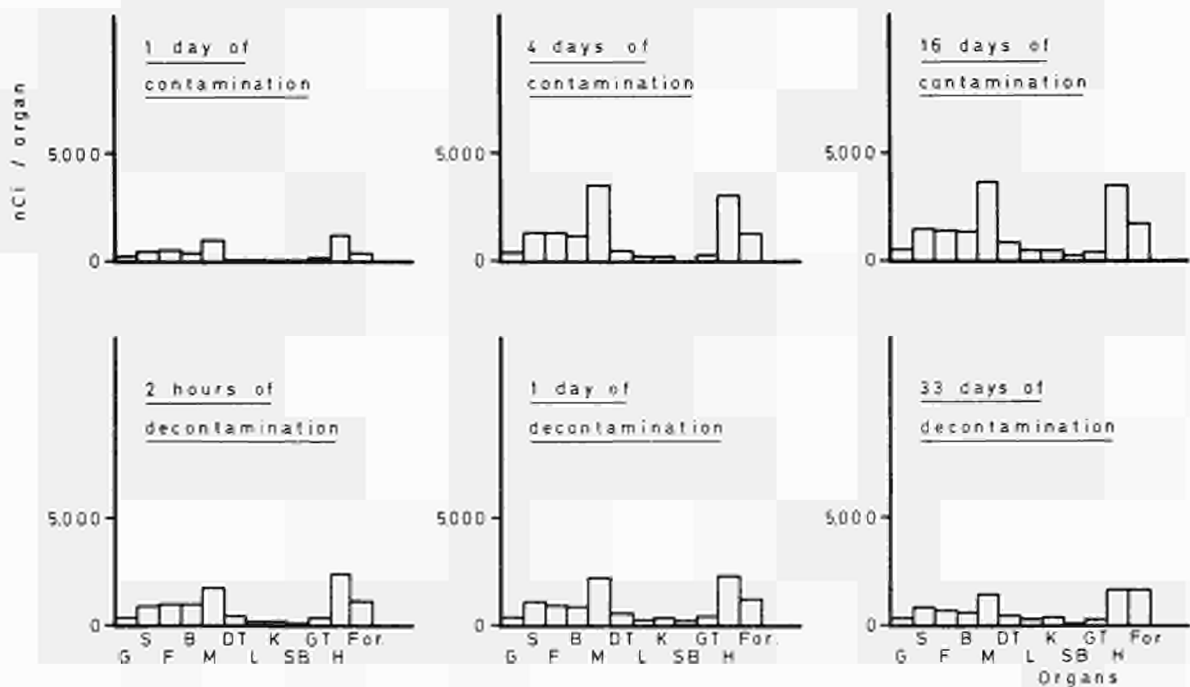 nCi / organ
1 day of
contamination
5,000
0
4 days of
contamination
5,000
0
16 days of
contamination
5,000
0
2 hours of
decontamination
5,000
0
S B DT K GT For.
G F M L SB H
1 day of
decontamination
5,000
0
S B DT K GT For.
G F M L SB H
33 days of
decontamination
5,000
0
S B DT K GT For
G F M L SB H
Organs